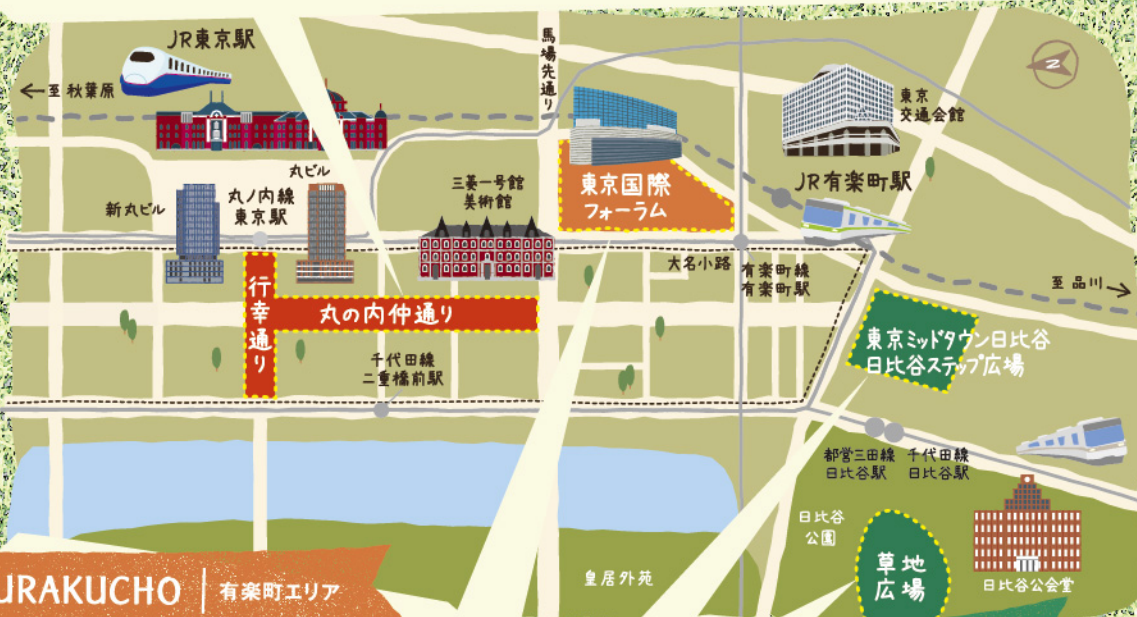 JR東京駅
←至秋葉原
馬場先通り
N
東京
交通会館
JR有楽町駅
丸ビル
新丸ビル
丸ノ内線
東京駅
三菱一号館
美術館
東京国際
フォーラム
大名小路
有楽町線
有楽町駅
至品川→
行幸通り
丸の内仲通り
千代田線
二重橋前駅
東京ミッドタウン日比谷
日比谷ステップ広場
都営三田線
日比谷駅
千代田線
日比谷駅
日比谷
公園
草地
広場
日比谷公会堂
皇居外苑
URAKUCHO
有楽町エリア